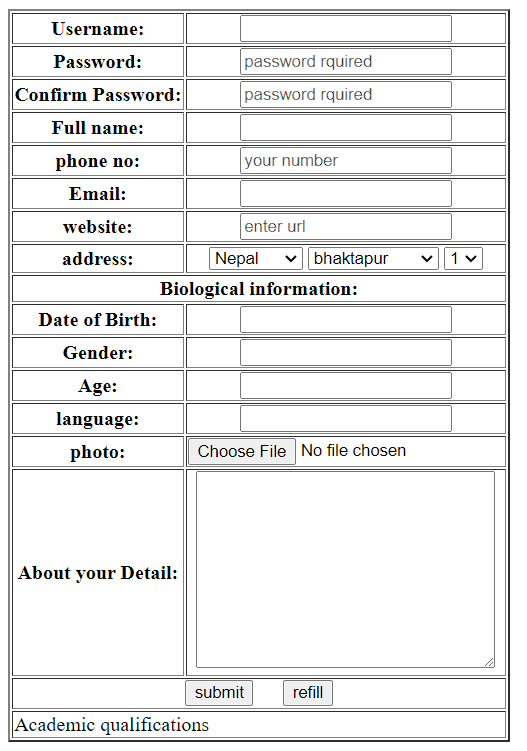 Username:
Password: password rquired
Confirm Password: password rquired
Full name:
phone no: your number
Email:
website: enter url
address: Nepal bhaktapur 1
Biological information:
Date of Birth:
Gender:
Age:
language:
photo: Choose File No file chosen
About your Detail:
submit refill
Academic qualifications